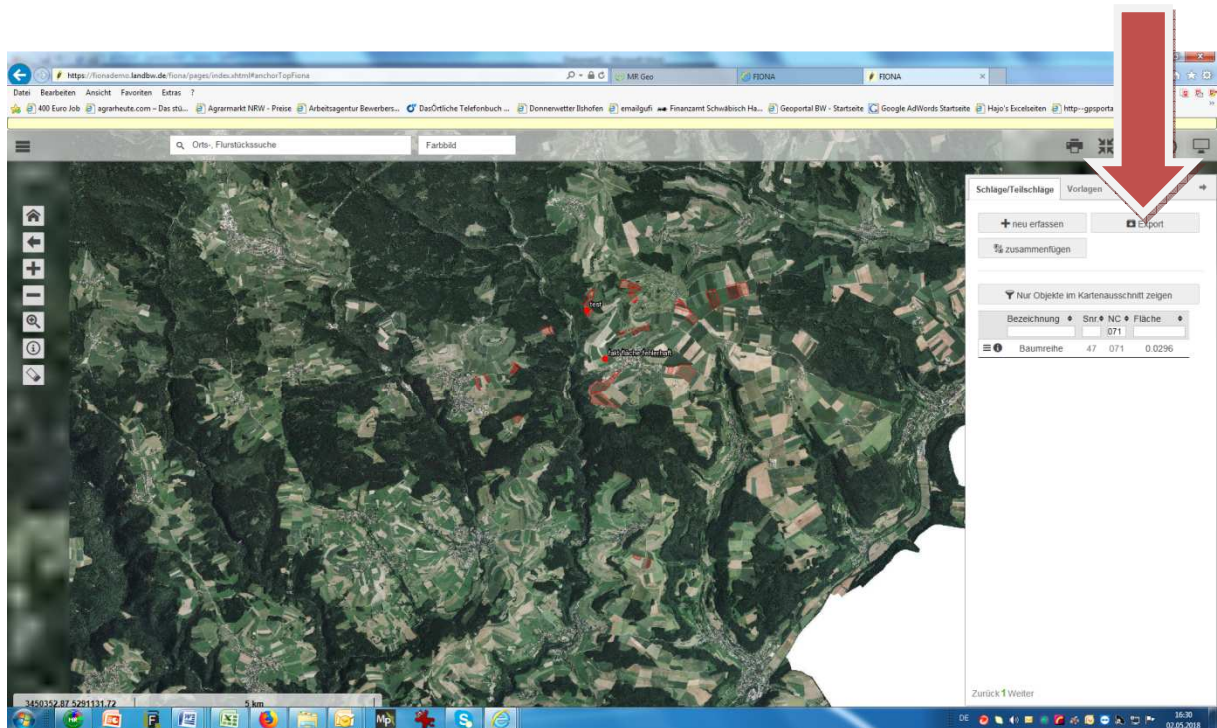 https://fionademo.landbw.de/fiona/pages/index.xhtml#anchorTopFiona
MR Geo
FIONA
FIONA
Datei Bearbeiten Ansicht Favoriten Extras ?
400 Euro Job agrarheute.com – Das stü... Agrarmarkt NRW - Preise Arbeitsagentur Bewerbers... DasÖrtliche Telefonbuch ... Donnerwetter Ilshofen emailgufi Finanzamt Schwäbisch Ha... Geoportal BW - Startseite Google AdWords Startseite Hajo's Excelseiten http--gpsporta
Orts-, Flurstückssuche Farbbild
Schläge/Teilschläge Vorlagen
neu erfassen Export
zusammenfügen
Nur Objekte im Kartenausschnitt zeigen
Bezeichnung Snr. NC Fläche
071
Baumreihe 47 071 0.0296
test
fakt fläche fehlerhaft
Zurück 1 Weiter
3450352.87 5291131.72 5 km
DE 16:30
02.05.2018